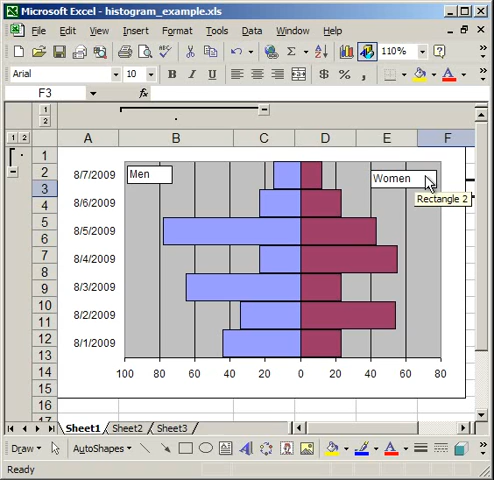 Microsoft Excel - histogram_example.xls
File Edit View Insert Format Tools Data Window Help
Arial 10 B I U $ %
110%
F3 fx
1
2
1 2 A B C D E F
1
2
3
4
5
6
7
8
9
10
11
12
13
14
15
16
17
Men
Women
Rectangle 2
8/7/2009
8/6/2009
8/5/2009
8/4/2009
8/3/2009
8/2/2009
8/1/2009
100 80 60 40 20 0 20 40 60 80
Sheet1 Sheet2 Sheet3
Draw AutoShapes
Ready